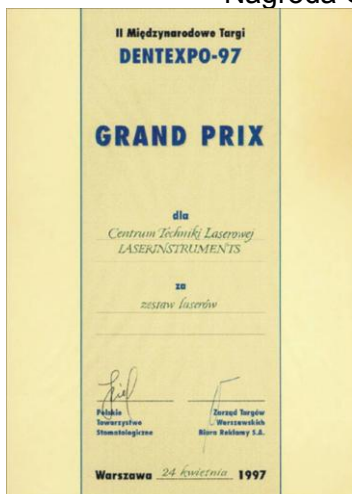 Nagroda
II Międzynarodowe Targi
DENTEXPO-97
GRAND PRIX
dla
Centrum Techniki Laserowej
LASERINSTRUMENTS
za
zestaw laserów
Polskie
Towarzystwo
Stomatologiczne
Zarząd Targów
Warszawskich
Biuro Reklamy S.A.
Warszawa 24 kwietnia 1997